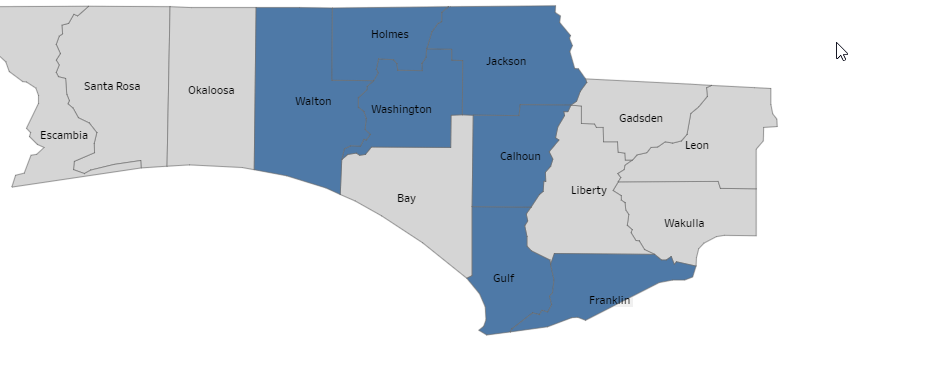 Holmes
Jackson
Santa Rosa
Okaloosa
Walton
Washington
Gadsden
Escambia
Leon
Calhoun
Liberty
Bay
Wakulla
Gulf
Franklin